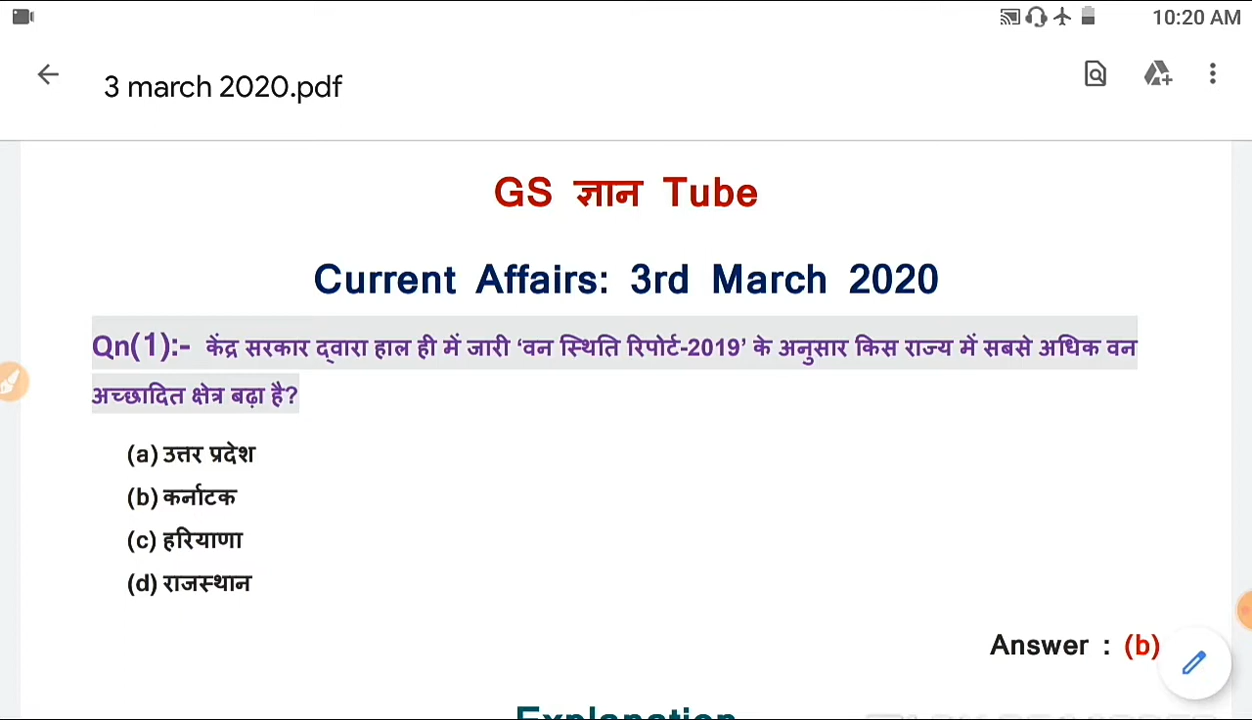 10:20 AM
3 march 2020.pdf
GS ज्ञान Tube
Current Affairs: 3rd March 2020
Qn(1):- केंद्र सरकार द्वारा हाल ही में जारी ‘वन स्थिति रिपोर्ट-2019’ के अनुसार किस राज्य में सबसे अधिक वन
अच्छादित क्षेत्र बढ़ा है?
(a) उत्तर प्रदेश
(b) कर्नाटक
(c) हरियाणा
(d) राजस्थान
Answer : (b)
Explanation